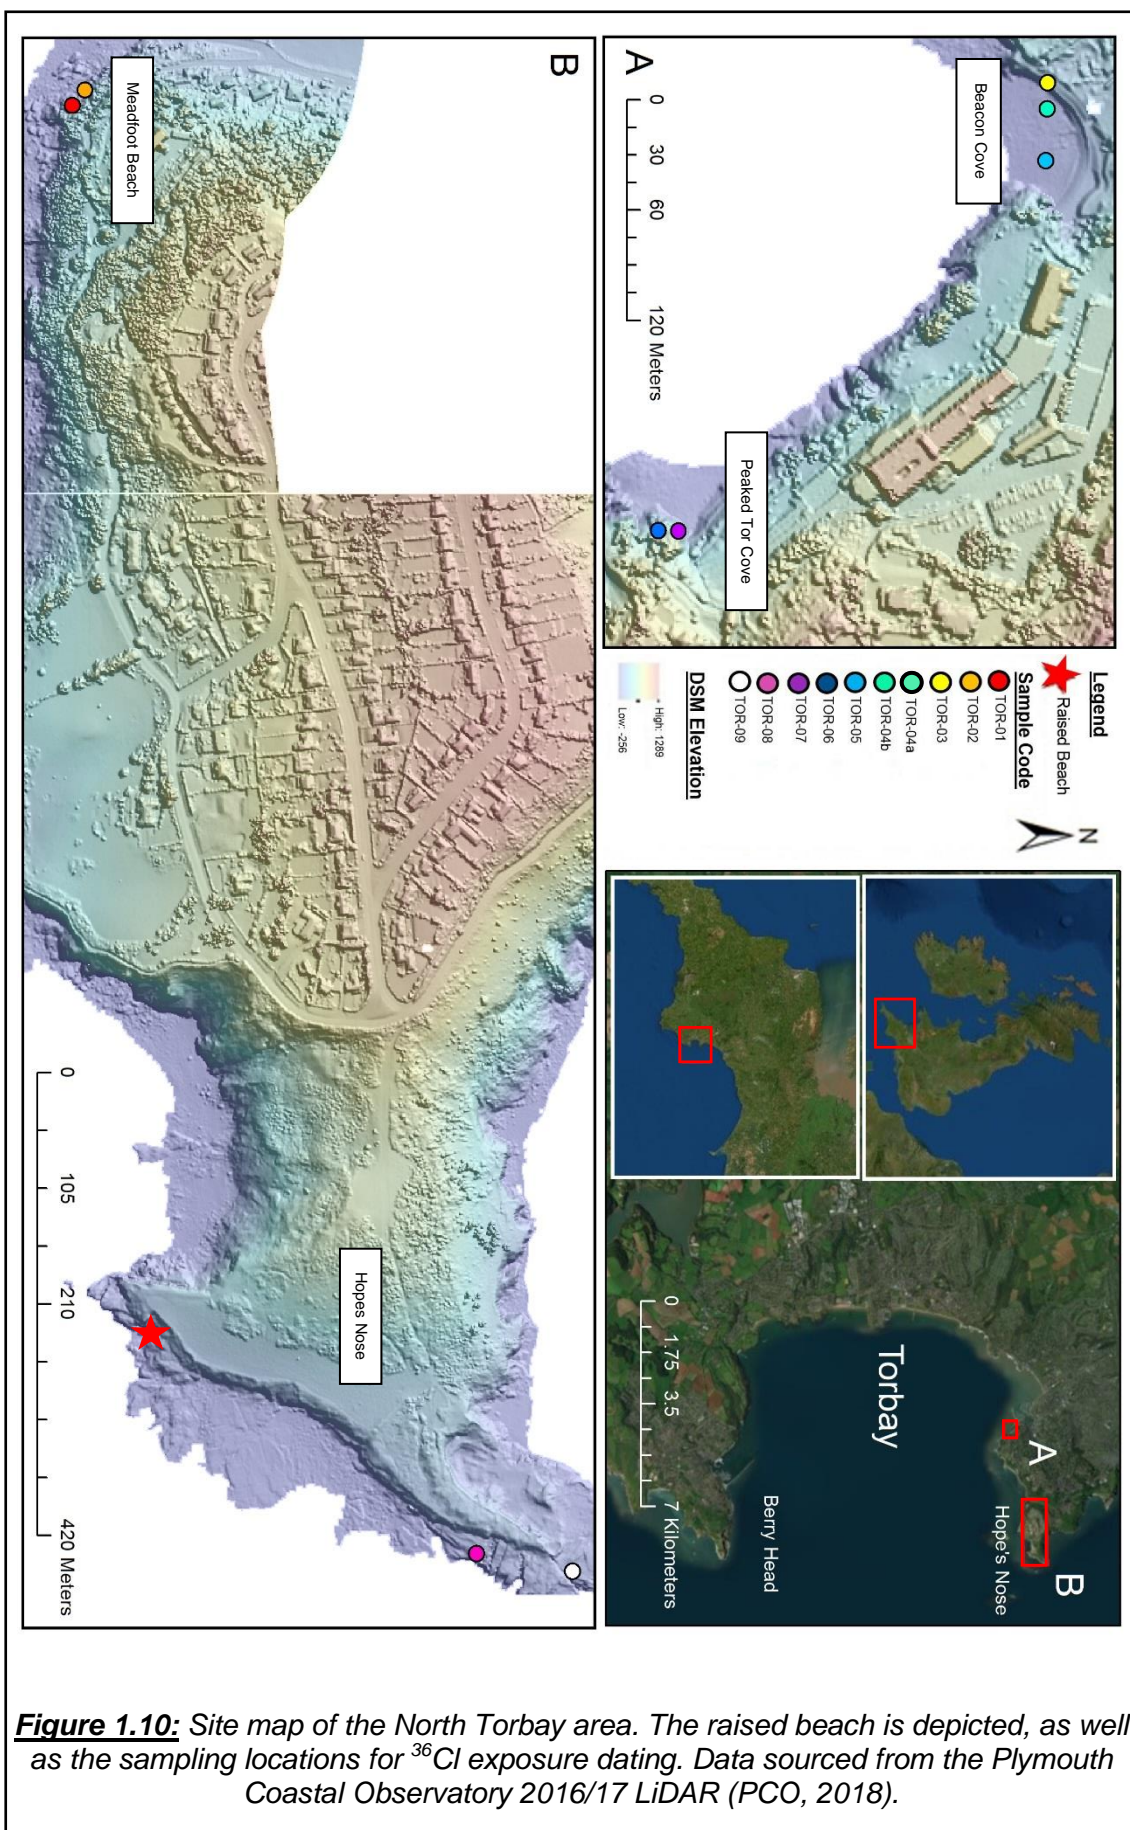 A
Beacon Cove
Peaked Tor Cove
0 30 60 120 Meters
Legend
Raised Beach
Sample Code
TOR-01
TOR-02
TOR-03
TOR-04a
TOR-04b
TOR-05
TOR-06
TOR-07
TOR-08
TOR-09
DSM Elevation
High: 1289
Low: -256
N
Torbay
A
B
Hope's Nose
Berry Head
0 1.75 3.5 7 Kilometers
B
Meadfoot Beach
Hopes Nose
0 105 210 420 Meters
Figure 1.10: Site map of the North Torbay area. The raised beach is depicted, as well
as the sampling locations for ³⁶Cl exposure dating. Data sourced from the Plymouth
Coastal Observatory 2016/17 LiDAR (PCO, 2018).